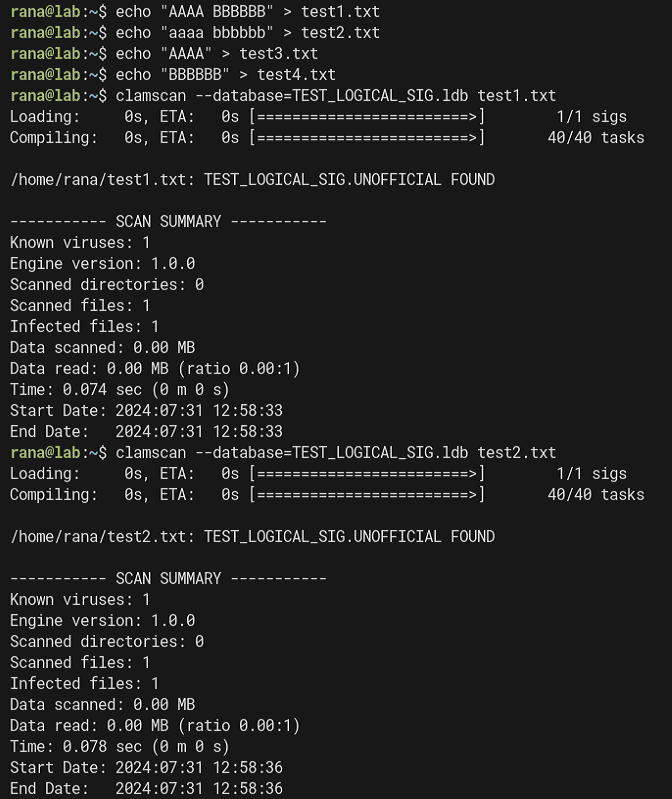 rana@lab:~$ echo "AAAA BBBBBB" > test1.txt
rana@lab:~$ echo "aaaa bbbbbb" > test2.txt
rana@lab:~$ echo "AAAA" > test3.txt
rana@lab:~$ echo "BBBBBB" > test4.txt
rana@lab:~$ clamscan --database=TEST_LOGICAL_SIG.ldb test1.txt
Loading:     0s, ETA:   0s [========================>]        1/1 sigs
Compiling:   0s, ETA:   0s [========================>]       40/40 tasks
/home/rana/test1.txt: TEST_LOGICAL_SIG.UNOFFICIAL FOUND
----------- SCAN SUMMARY -----------
Known viruses: 1
Engine version: 1.0.0
Scanned directories: 0
Scanned files: 1
Infected files: 1
Data scanned: 0.00 MB
Data read: 0.00 MB (ratio 0.00:1)
Time: 0.074 sec (0 m 0 s)
Start Date: 2024:07:31 12:58:33
End Date:   2024:07:31 12:58:33
rana@lab:~$ clamscan --database=TEST_LOGICAL_SIG.ldb test2.txt
Loading:     0s, ETA:   0s [========================>]        1/1 sigs
Compiling:   0s, ETA:   0s [========================>]       40/40 tasks
/home/rana/test2.txt: TEST_LOGICAL_SIG.UNOFFICIAL FOUND
----------- SCAN SUMMARY -----------
Known viruses: 1
Engine version: 1.0.0
Scanned directories: 0
Scanned files: 1
Infected files: 1
Data scanned: 0.00 MB
Data read: 0.00 MB (ratio 0.00:1)
Time: 0.078 sec (0 m 0 s)
Start Date: 2024:07:31 12:58:36
End Date:   2024:07:31 12:58:36